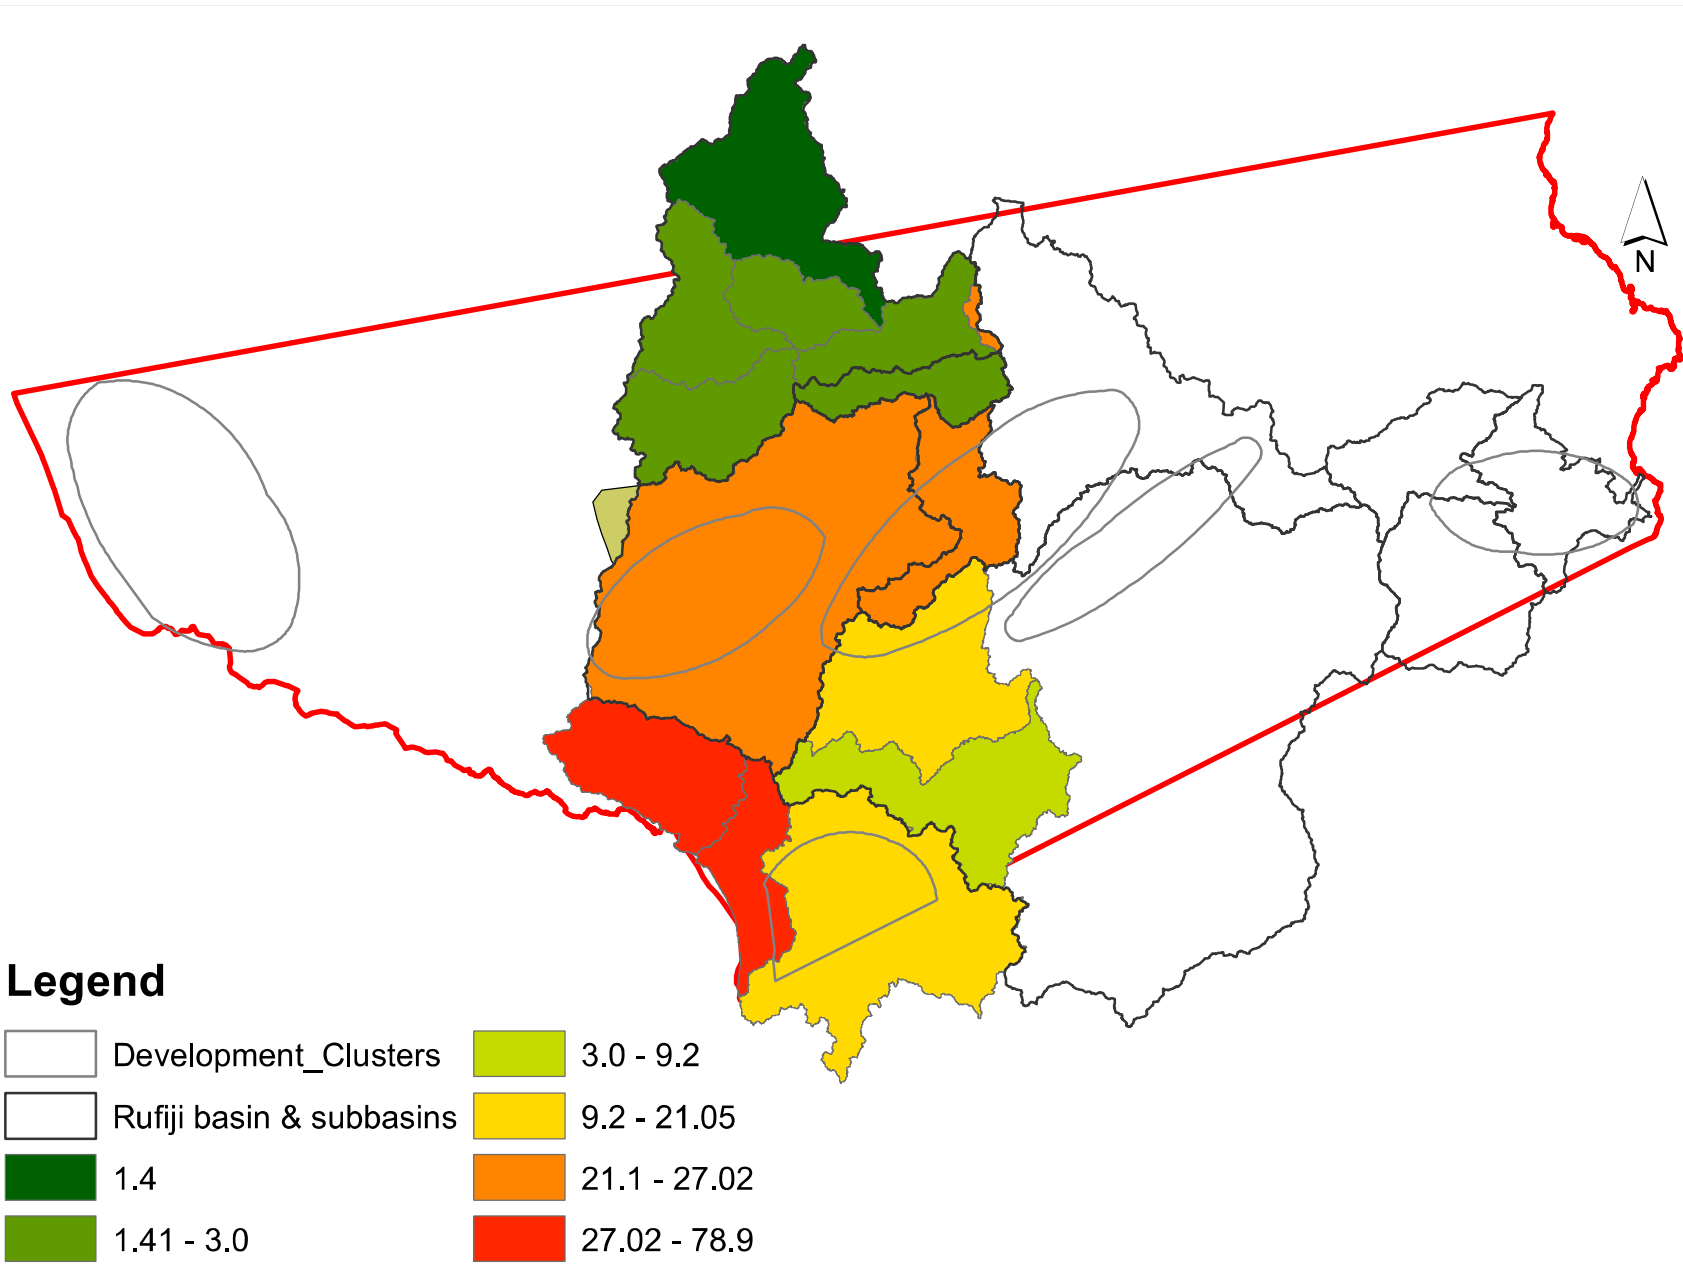 N
Legend
Development_Clusters
Rufiji basin & subbasins
1.4
1.41 - 3.0
3.0 - 9.2
9.2 - 21.05
21.1 - 27.02
27.02 - 78.9